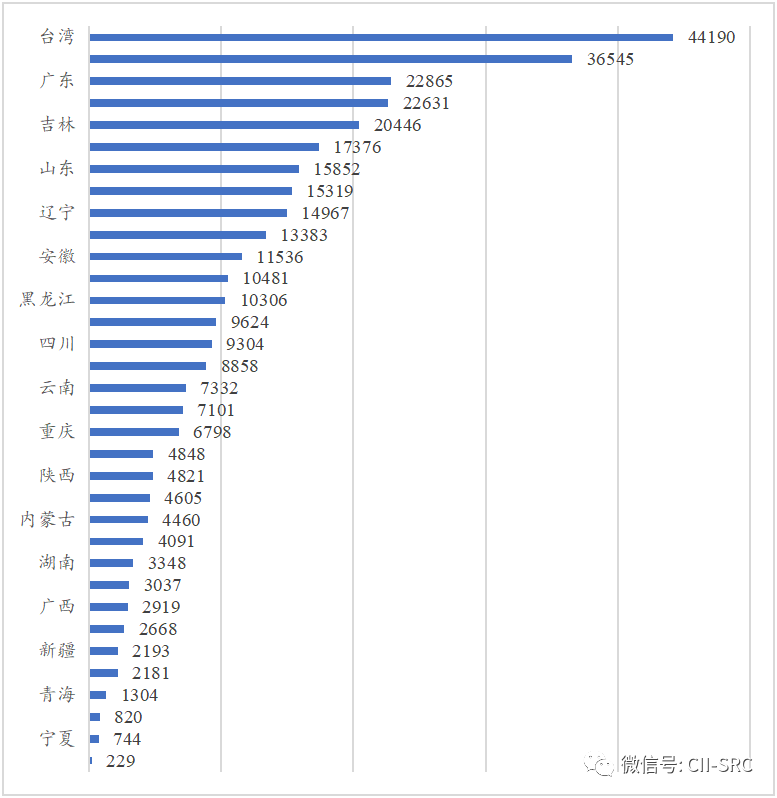 台湾 44190
36545
广东 22865
22631
吉林 20446
17376
山东 15852
15319
辽宁 14967
13383
安徽 11536
10481
黑龙江 10306
9624
四川 9304
8858
云南 7332
7101
重庆 6798
4848
陕西 4821
4605
内蒙古 4460
4091
湖南 3348
3037
广西 2919
2668
新疆 2193
2181
青海 1304
820
宁夏 744
229
微信号: CII-SRC